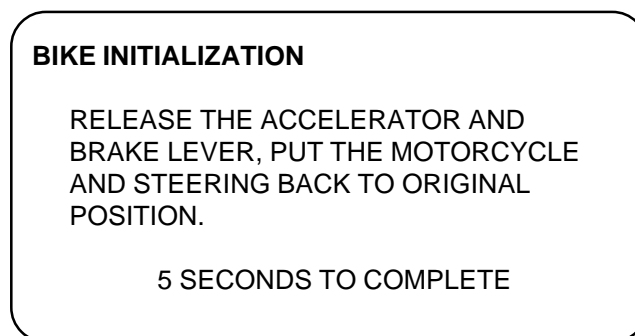 BIKE INITIALIZATION
RELEASE THE ACCELERATOR AND
BRAKE LEVER, PUT THE MOTORCYCLE
AND STEERING BACK TO ORIGINAL
POSITION.
5 SECONDS TO COMPLETE